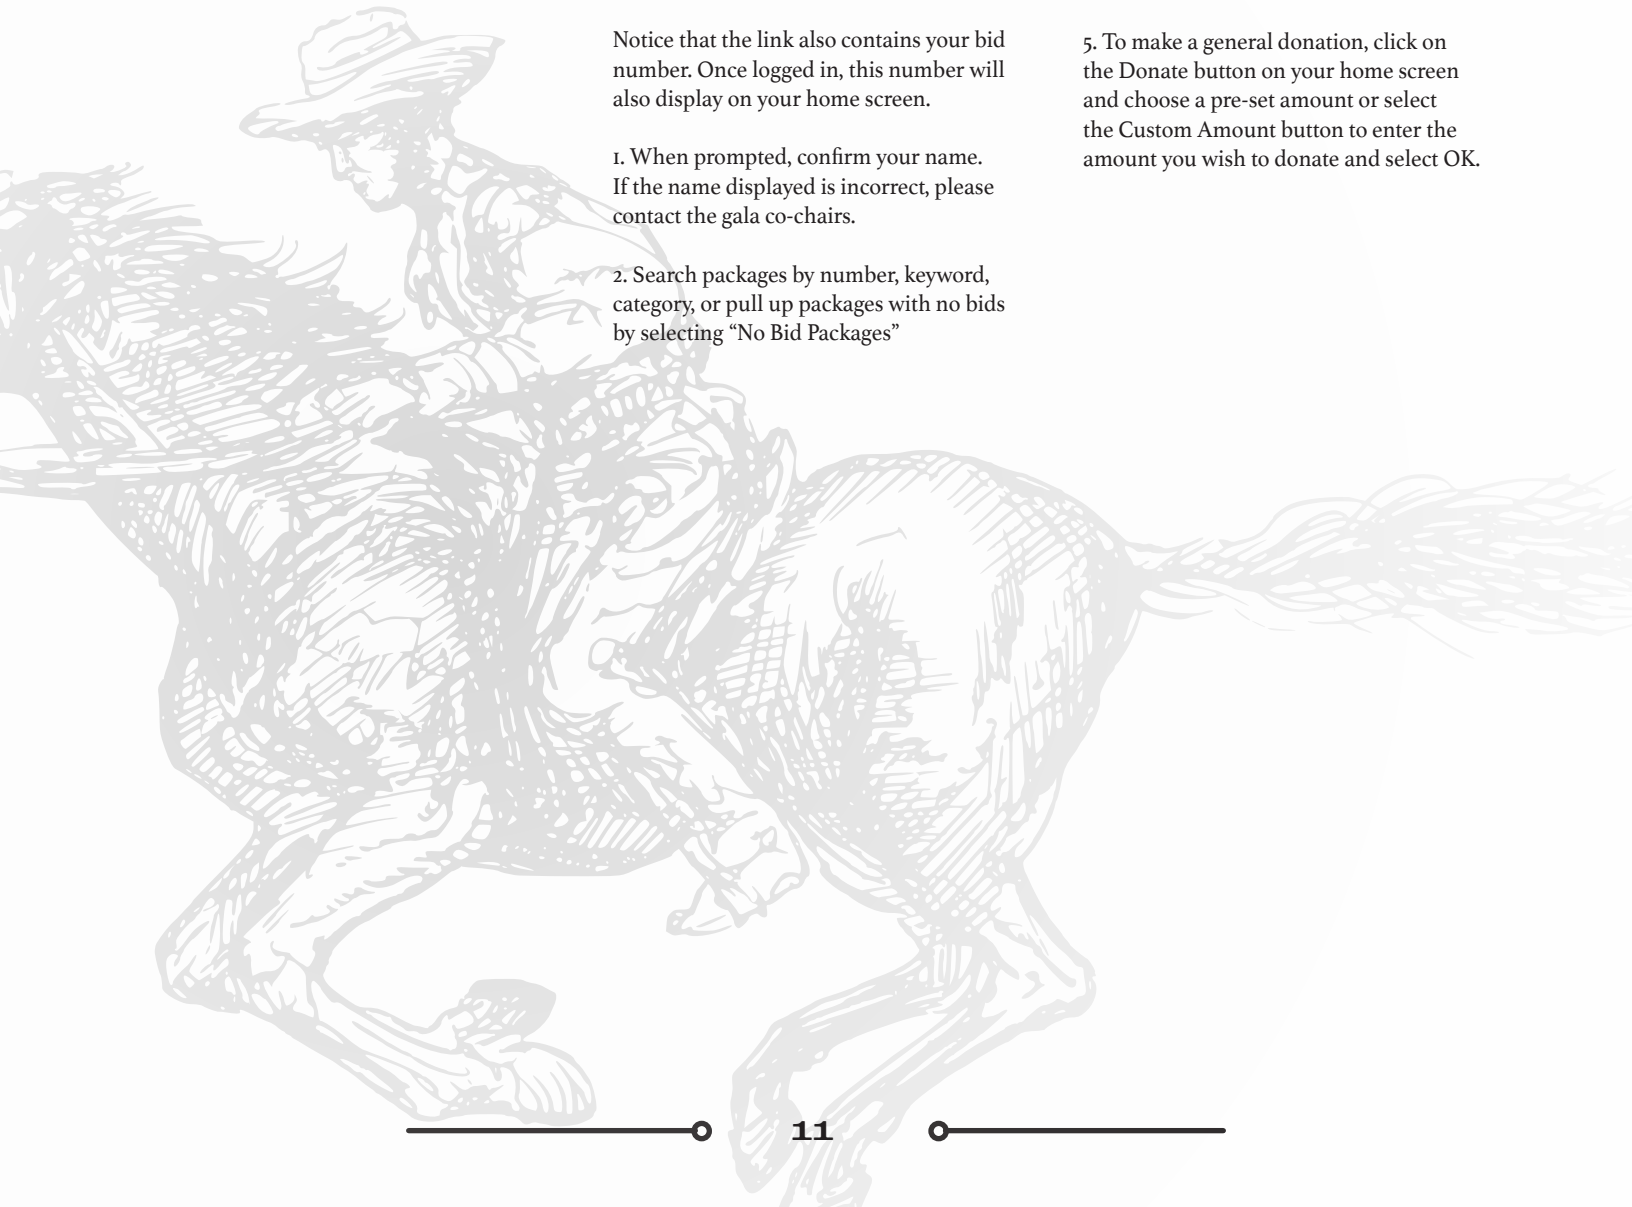 Notice that the link also contains your bid
number. Once logged in, this number will
also display on your home screen.
1. When prompted, confirm your name.
If the name displayed is incorrect, please
contact the gala co-chairs.
2. Search packages by number, keyword,
category, or pull up packages with no bids
by selecting “No Bid Packages”
5. To make a general donation, click on
the Donate button on your home screen
and choose a pre-set amount or select
the Custom Amount button to enter the
amount you wish to donate and select OK.
11